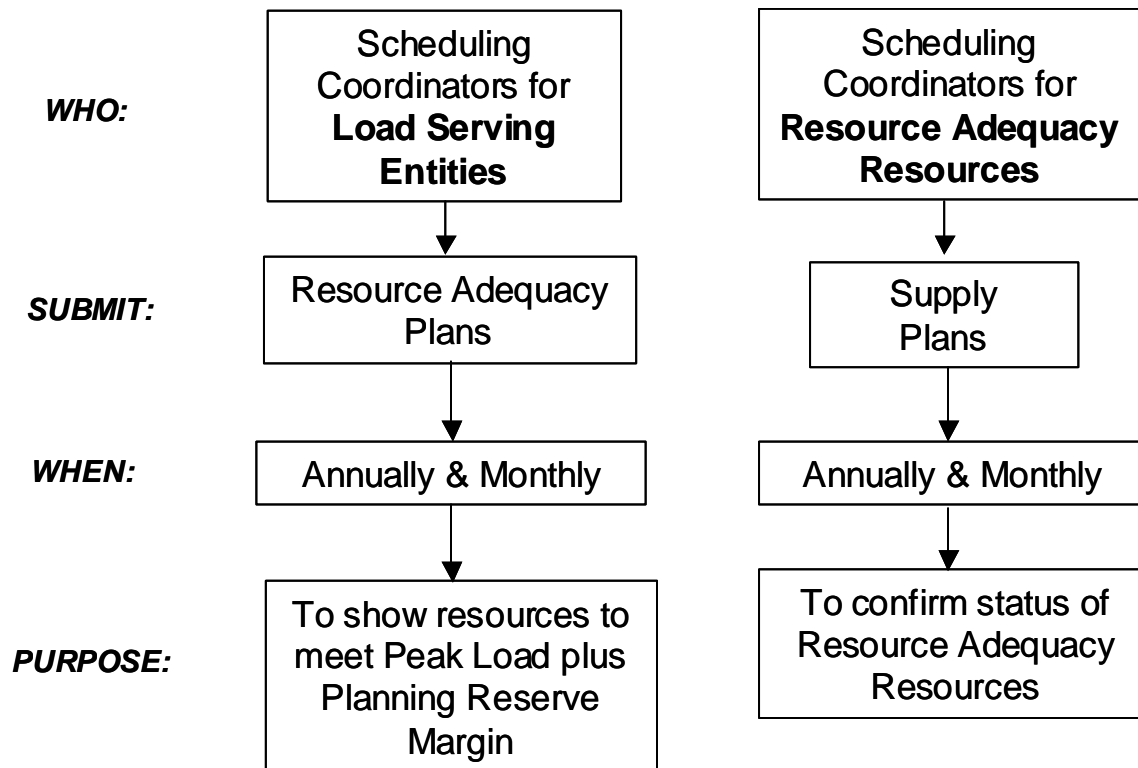 WHO:
Scheduling
Coordinators for
Load Serving
Entities
Scheduling
Coordinators for
Resource Adequacy
Resources
SUBMIT:
Resource Adequacy
Plans
Supply
Plans
WHEN:
Annually & Monthly
Annually & Monthly
PURPOSE:
To show resources to
meet Peak Load plus
Planning Reserve
Margin
To confirm status of
Resource Adequacy
Resources